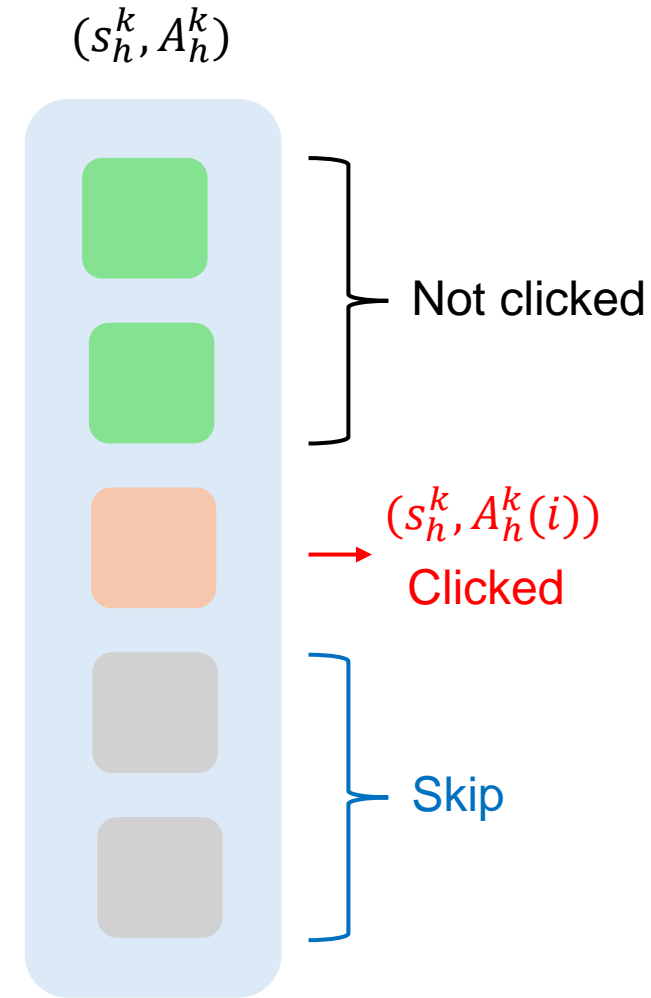 $(s_h^k, A_h^k)$
Not clicked
$(s_h^k, A_h^k(i))$
Clicked
Skip